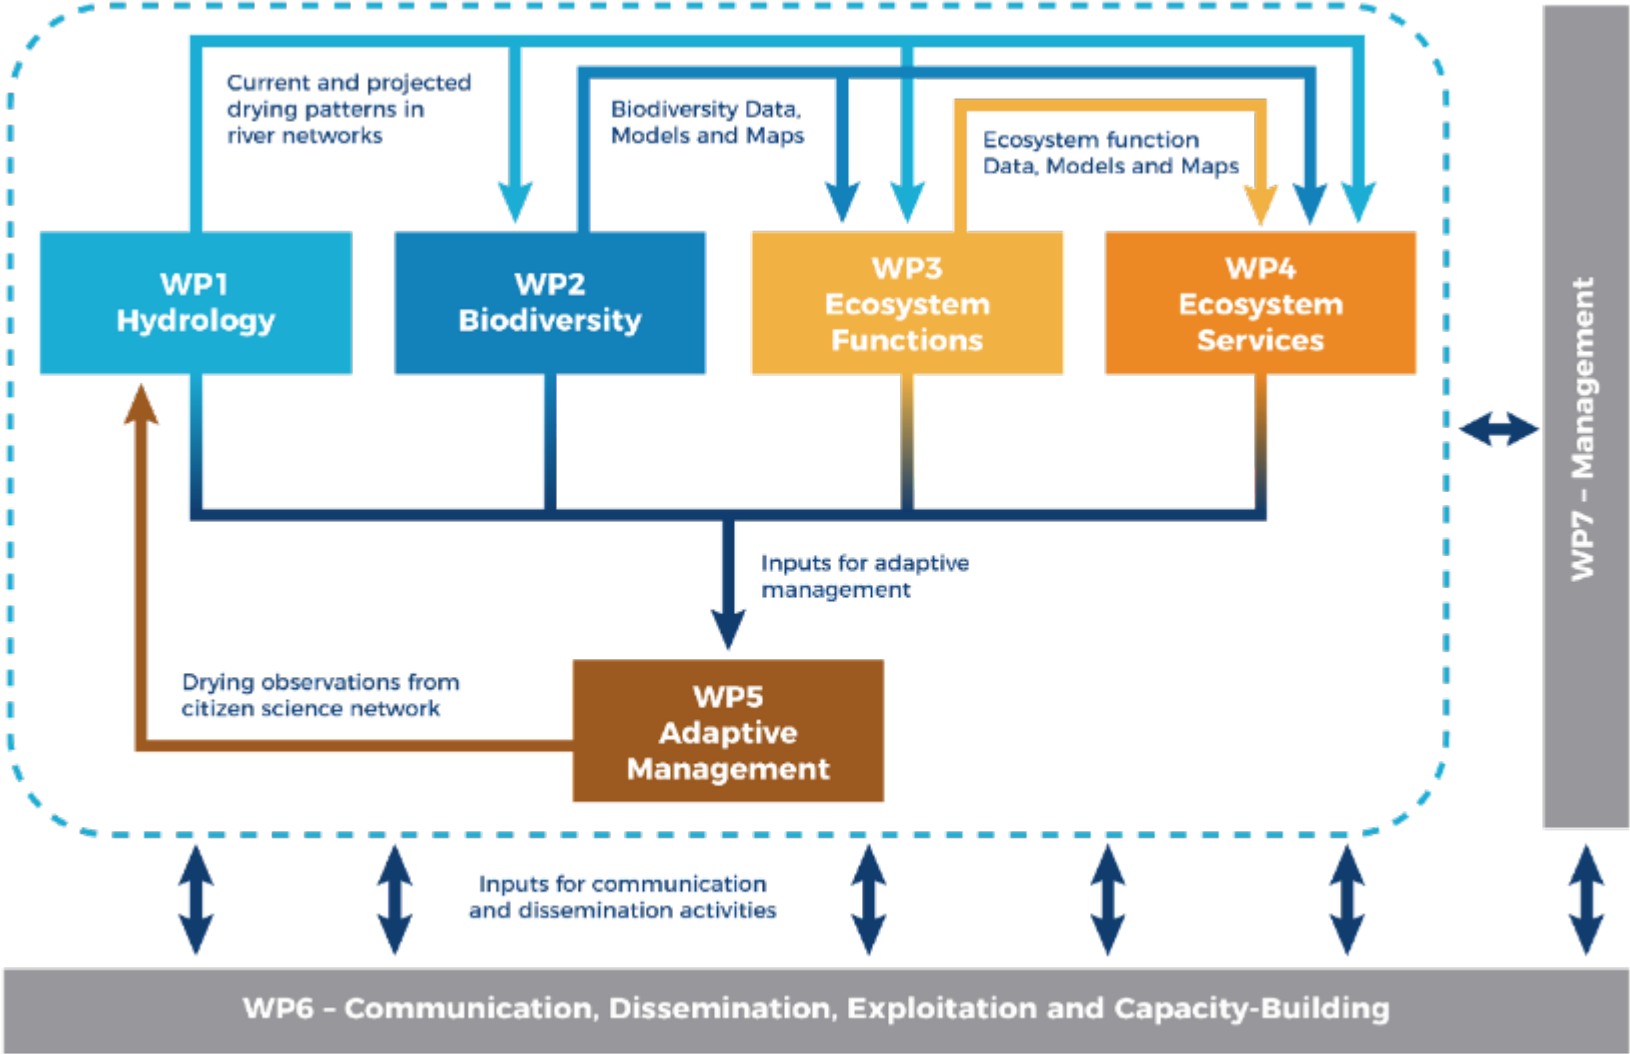 Current and projected
drying patterns in
river networks
Biodiversity Data,
Models and Maps
Ecosystem function
Data, Models and Maps
WP1
Hydrology
WP2
Biodiversity
WP3
Ecosystem
Functions
WP4
Ecosystem
Services
WP7 – Management
Inputs for adaptive
management
Drying observations from
citizen science network
WP5
Adaptive
Management
Inputs for communication
and dissemination activities
WP6 – Communication, Dissemination, Exploitation and Capacity-Building